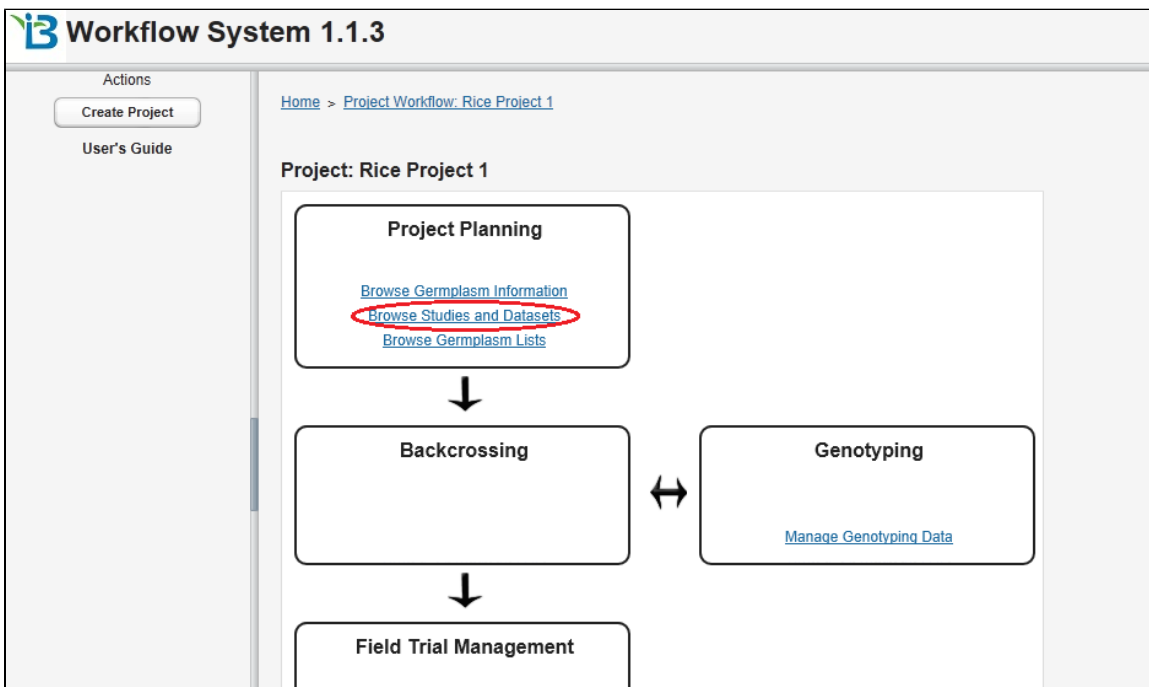 iB Workflow System 1.1.3
Actions
Create Project
User's Guide
Home > Project Workflow: Rice Project 1
Project: Rice Project 1
Project Planning
Browse Germplasm Information
Browse Studies and Datasets
Browse Germplasm Lists
Backcrossing
Genotyping
Manage Genotyping Data
Field Trial Management